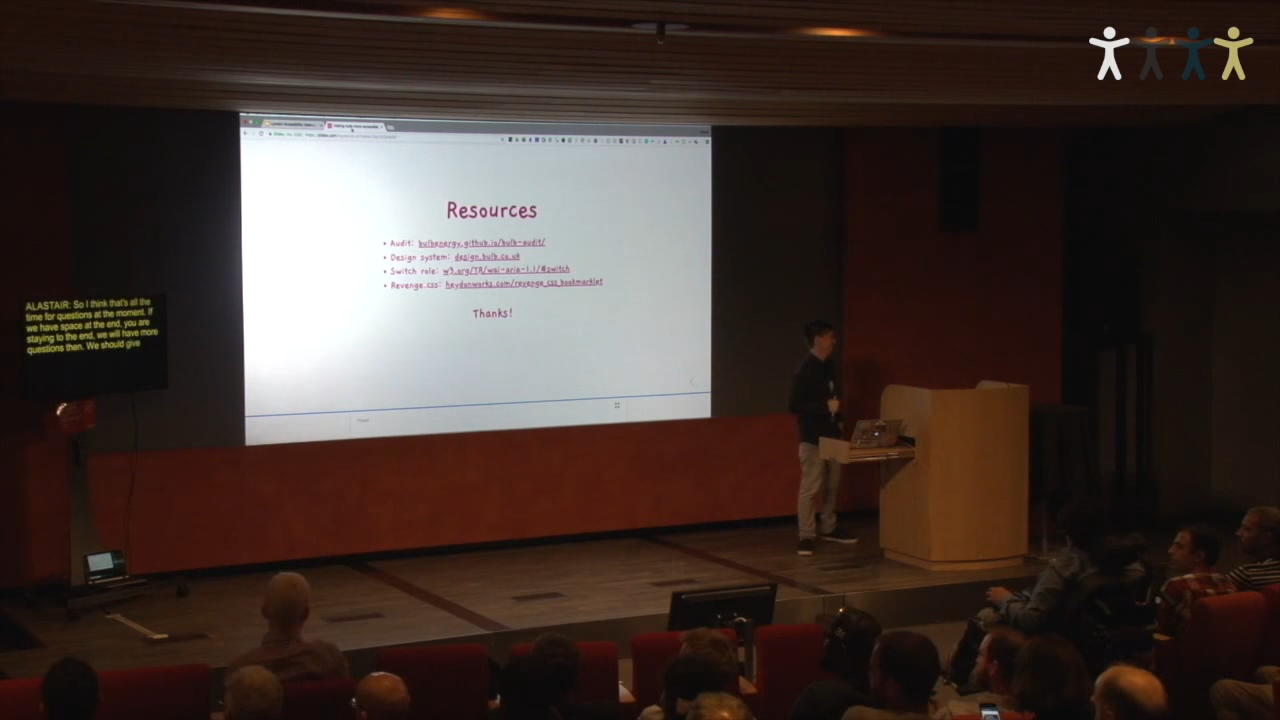 Resources
• Audit: bulbenergy.github.io/bulb-audit/
• Design system: design.bulb.co.uk
• Switch role: w3.org/TR/wai-aria-1.1/#switch
• Revenge.css: heydonworks.com/revenge_css_bookmarklet
Thanks!
ALASTAIR: So I think that's all the
time for questions at the moment. If
we have space at the end, you are
staying to the end, we will have more
questions then. We should give